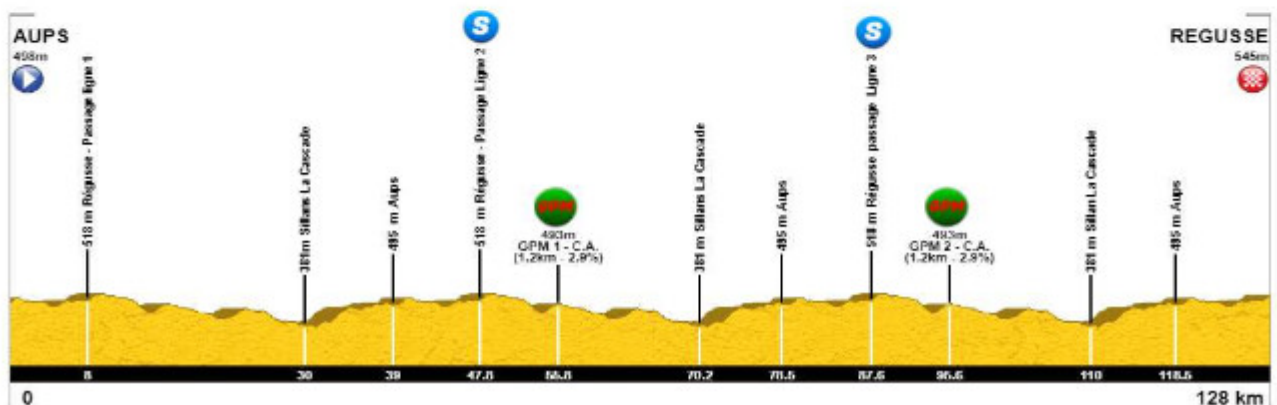 AUPS
498m
REGUSSE
545m
S
S
518 m Régusse - Passage ligne 1
381m Sillans La Cascade
495 m Aups
518 m Régusse - Passage Ligne 2
GPM
493m
GPM 1 - C.A.
(1.2km - 2.9%)
381 m Sillans La Cascade
495 m Aups
518 m Régusse passage Ligne 3
GPM
493m
GPM 2 - C.A.
(1.2km - 2.9%)
381 m Sillan La Cascade
495 m Aups
8 30 39 47.8 55.8 70.2 78.5 87.6 95.6 110 118.5
0
128 km